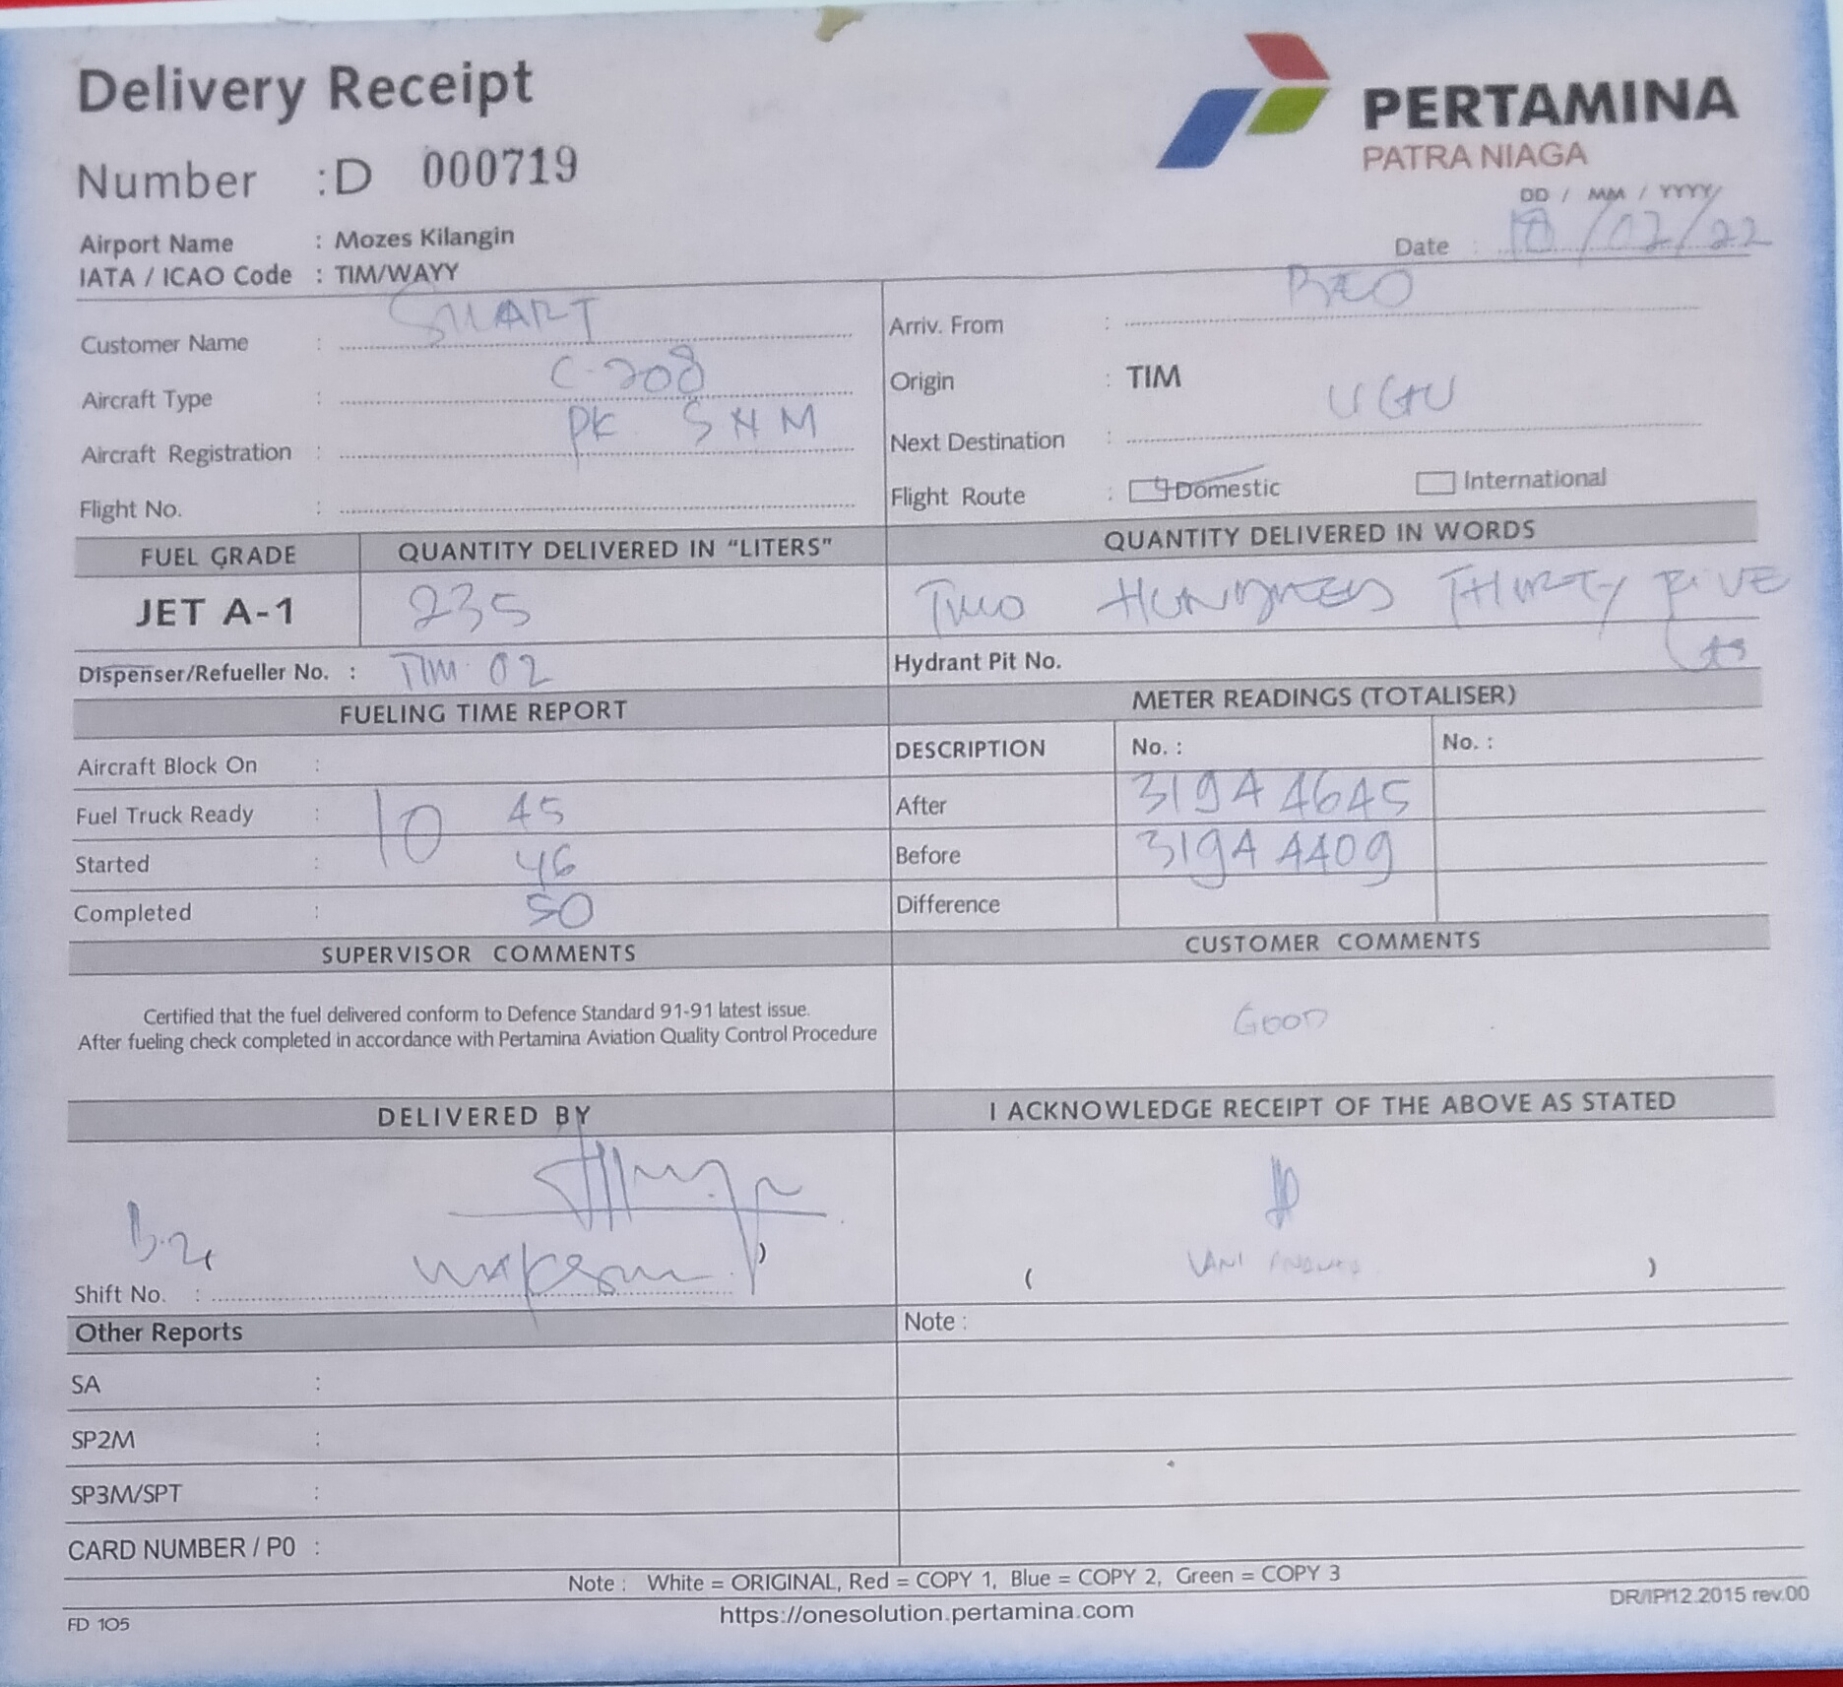 Delivery Receipt
PERTAMINA
PATRA NIAGA
Number : D 000719
DD / MM / YYYY
Airport Name : Mozes Kilangin
Date : /02/22
IATA / ICAO Code : TIM/WAYY
Customer Name : SMART
Arriv. From :
Aircraft Type : C-208
Origin : TIM
Aircraft Registration : PK SNM
Next Destination : UGU
Flight No. :
Flight Route : Domestic International
FUEL GRADE QUANTITY DELIVERED IN "LITERS" QUANTITY DELIVERED IN WORDS
JET A-1 235 TWO HUNDRED THIRTY FIVE
Lts
Dispenser/Refueller No. : TIM 02 Hydrant Pit No.
FUELING TIME REPORT METER READINGS (TOTALISER)
Aircraft Block On : DESCRIPTION No. : No. :
Fuel Truck Ready : 10 45 After 31944645
Started : 46 Before 31944409
Completed : 50 Difference
SUPERVISOR COMMENTS CUSTOMER COMMENTS
Certified that the fuel delivered conform to Defence Standard 91-91 latest issue.
After fueling check completed in accordance with Pertamina Aviation Quality Control Procedure
GOOD
DELIVERED BY I ACKNOWLEDGE RECEIPT OF THE ABOVE AS STATED
Shift No. : ) ( )
Other Reports Note :
SA :
SP2M :
SP3M/SPT :
CARD NUMBER / P0 :
Note : White = ORIGINAL, Red = COPY 1, Blue = COPY 2, Green = COPY 3
FD 105 https://onesolution.pertamina.com DR/IP/12.2015 rev.00